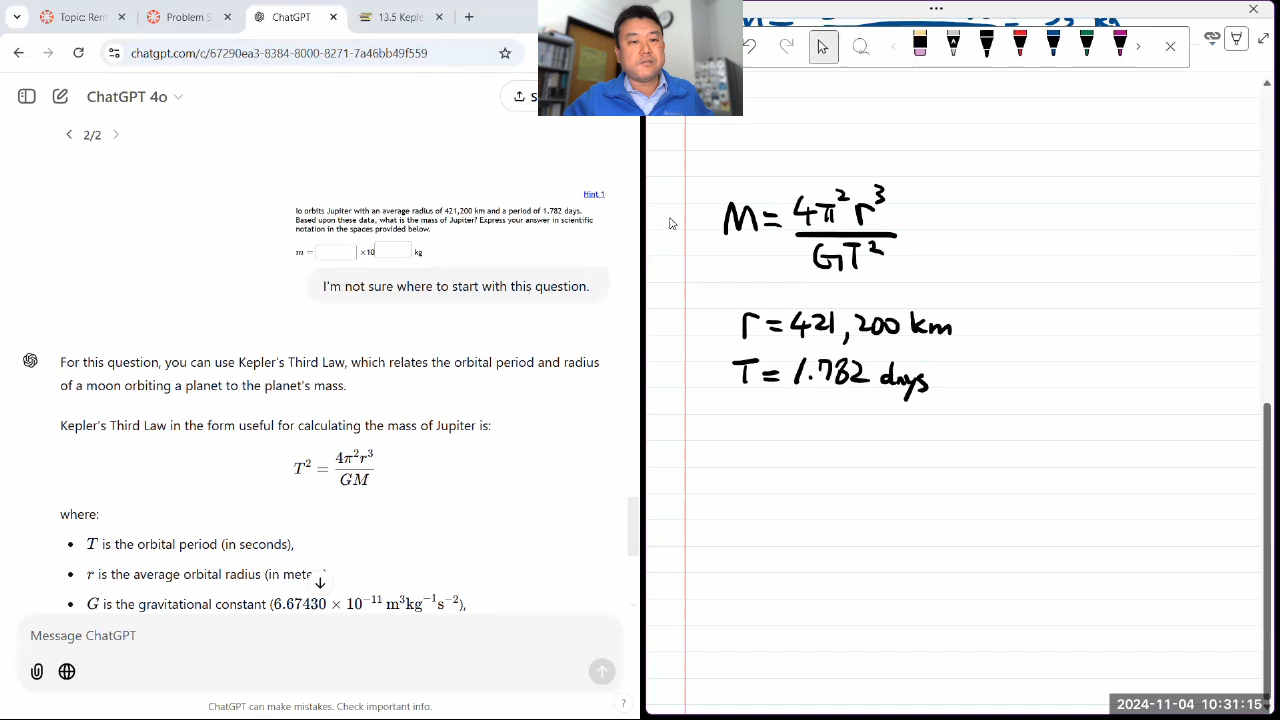 Topic Rem
Problem S
ChatGPT
13.5 Keple
chatgpt.con
3e-8000-8271-7
ChatGPT 4o
2/2
Hint 1
Io orbits Jupiter with an average radius of 421,200 km and a period of 1.782 days.
Based upon these data, what is the mass of Jupiter? Express your answer in scientific
notation in the spaces provided below.
m = ×10 kg
I'm not sure where to start with this question.
For this question, you can use Kepler's Third Law, which relates the orbital period and radius
of a moon orbiting a planet to the planet's mass.
Kepler's Third Law in the form useful for calculating the mass of Jupiter is:
T² = 4π²r³ / GM
where:
• T is the orbital period (in seconds),
• r is the average orbital radius (in mete
• G is the gravitational constant (6.67430 × 10⁻¹¹ m³kg⁻¹s⁻²),
Message ChatGPT
ChatGPT can make mistakes. Check important info.
?
M = 4π² r³ / GT²
r = 421,200 km
T = 1.782 days
2024-11-04 10:31:15